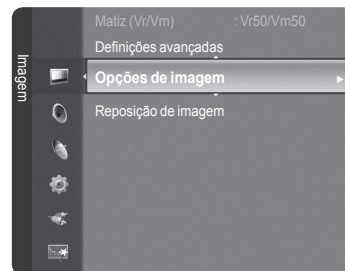 Imagem
Matiz (Vr/Vm) : Vr50/Vm50
Definições avançadas
Opções de imagem ►
Reposição de imagem